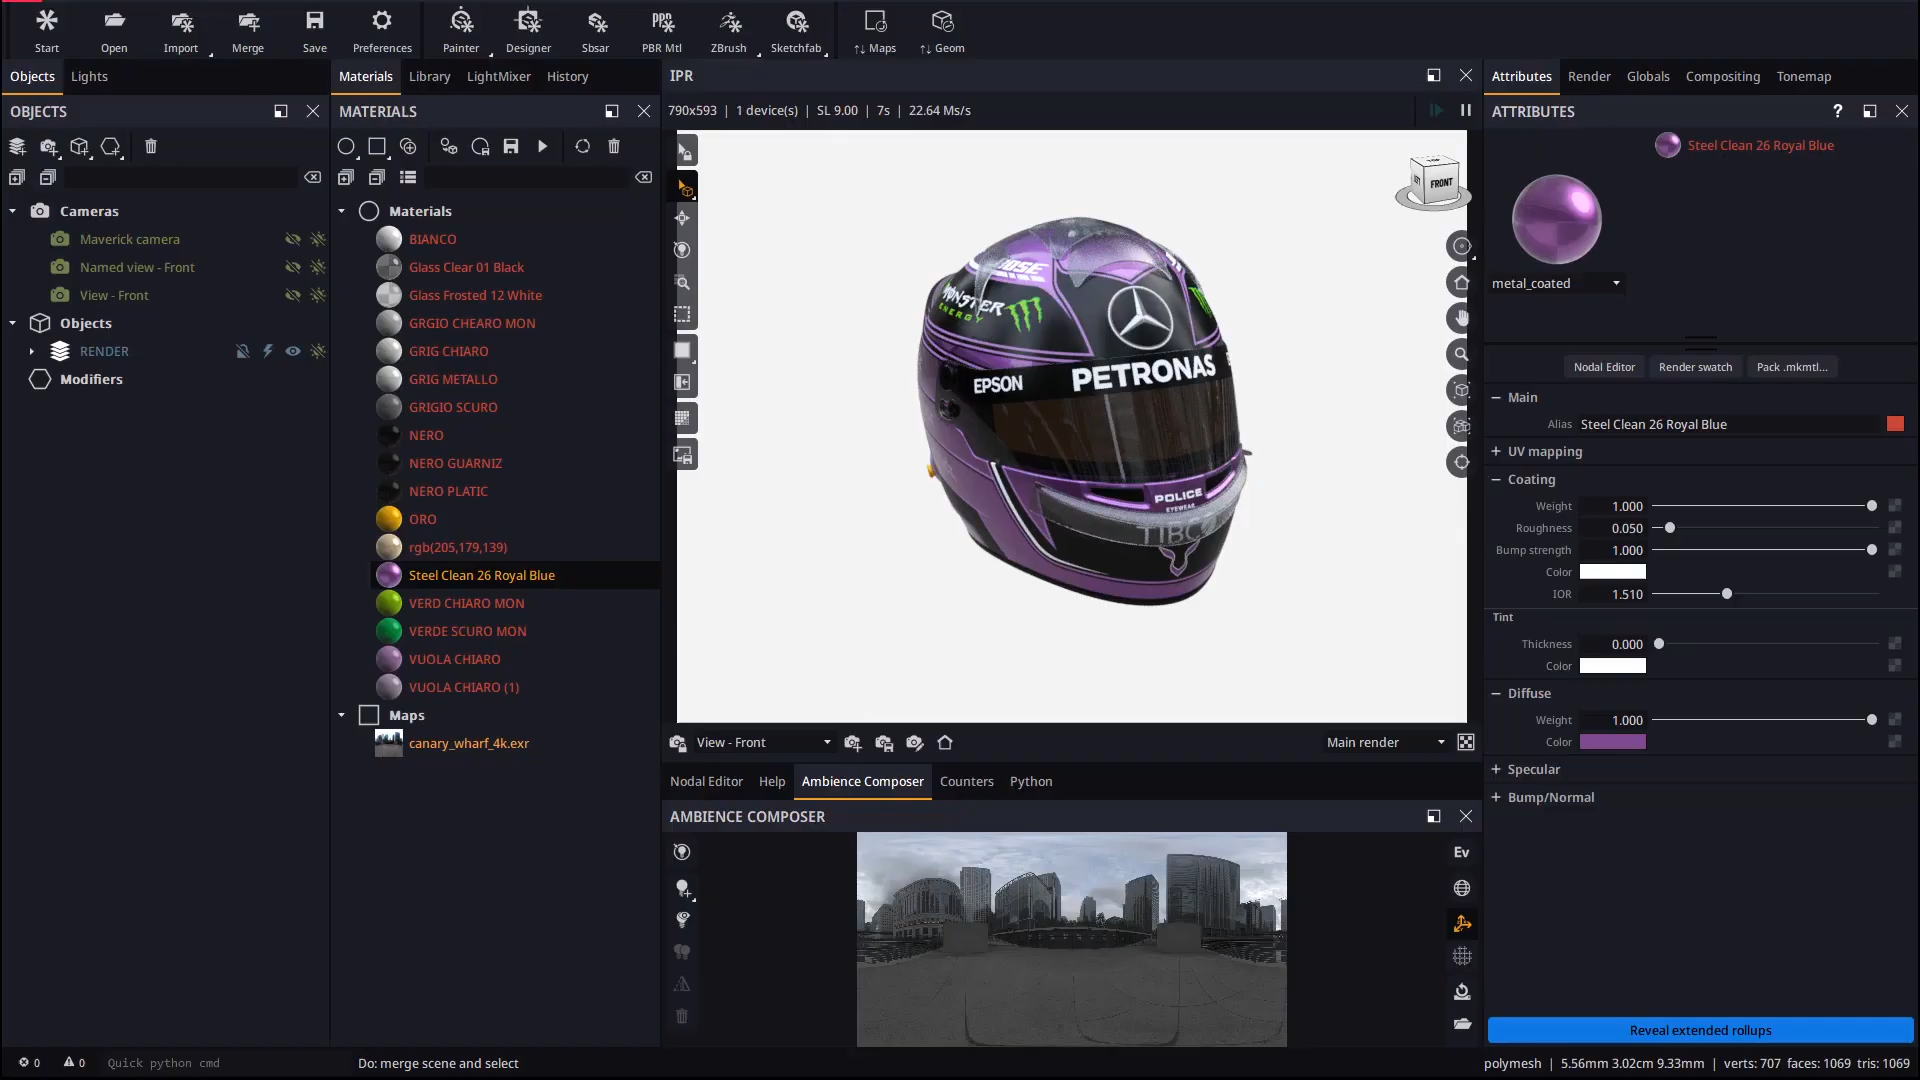 Start Open Import Merge Save Preferences Painter Designer Sbsar PBR Mtl ZBrush Sketchfab ↑↓ Maps ↑↓ Geom
Objects Lights
OBJECTS
Cameras
Maverick camera
Named view - Front
View - Front
Objects
RENDER
Modifiers
Materials Library LightMixer History
MATERIALS
Materials
BIANCO
Glass Clear 01 Black
Glass Frosted 12 White
GRGIO CHEARO MON
GRIG CHIARO
GRIG METALLO
GRIGIO SCURO
NERO
NERO GUARNIZ
NERO PLATIC
ORO
rgb(205,179,139)
Steel Clean 26 Royal Blue
VERD CHIARO MON
VERDE SCURO MON
VUOLA CHIARO
VUOLA CHIARO (1)
Maps
canary_wharf_4k.exr
IPR
790x593 | 1 device(s) | SL 9.00 | 7s | 22.64 Ms/s
FRONT
MONSTER
ENERGY
EPSON
PETRONAS
POLICE
EYEWEAR
View - Front
Main render
Nodal Editor Help Ambience Composer Counters Python
AMBIENCE COMPOSER
Ev
Attributes Render Globals Compositing Tonemap
ATTRIBUTES
?
Steel Clean 26 Royal Blue
metal_coated
Nodal Editor Render swatch Pack .mkmtl...
Main
Alias Steel Clean 26 Royal Blue
UV mapping
Coating
Weight 1.000
Roughness 0.050
Bump strength 1.000
Color
IOR 1.510
Tint
Thickness 0.000
Color
Diffuse
Weight 1.000
Color
Specular
Bump/Normal
Reveal extended rollups
0 0 Quick python cmd Do: merge scene and select
polymesh | 5.56mm 3.02cm 9.33mm | verts: 707 faces: 1069 tris: 1069